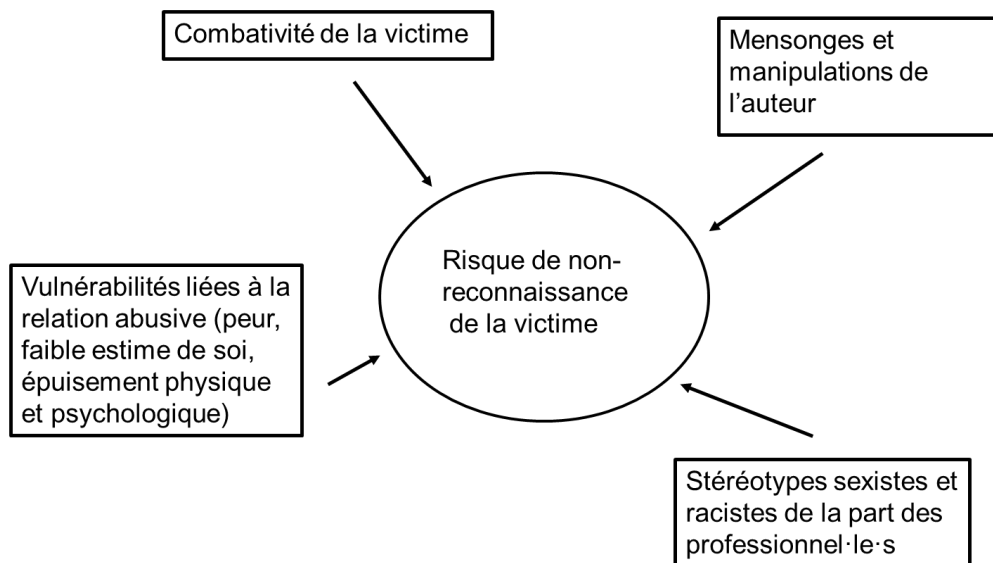 Combativité de la victime
Mensonges et
manipulations de
l’auteur
Risque de non-
reconnaissance
de la victime
Vulnérabilités liées à la
relation abusive (peur,
faible estime de soi,
épuisement physique
et psychologique)
Stéréotypes sexistes et
racistes de la part des
professionnel·le·s